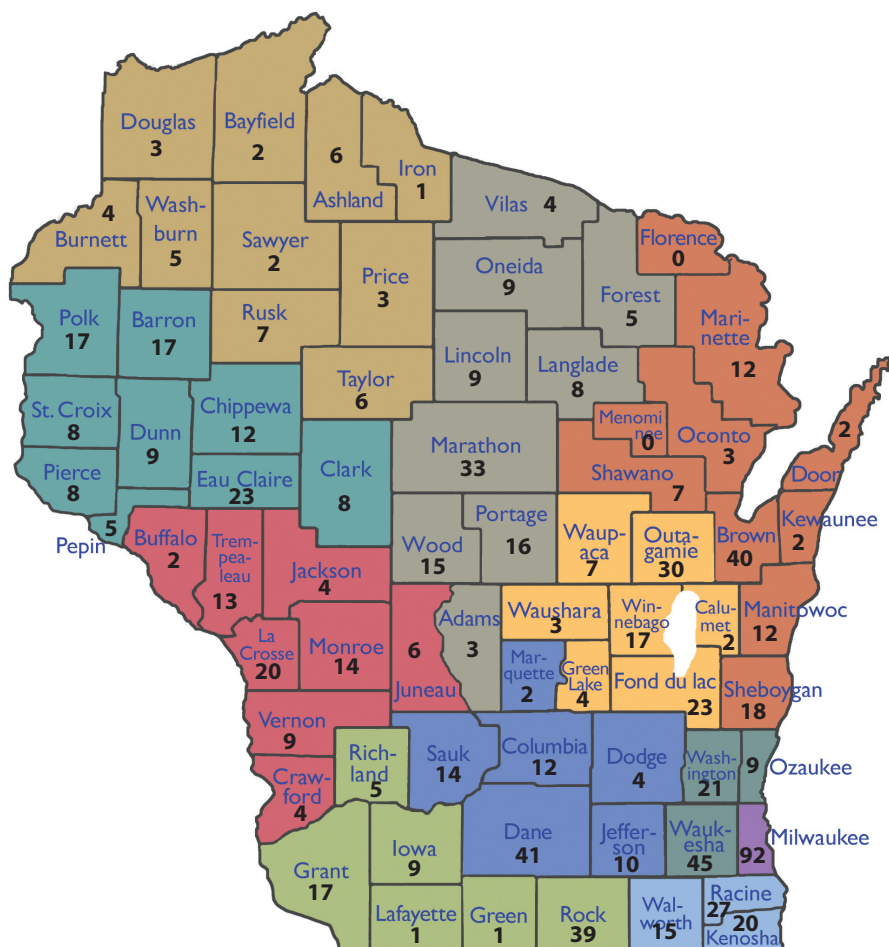 Douglas
3
Bayfield
2
6
Ashland
Iron
1
Vilas 4
4
Burnett
Wash-
burn
5
Sawyer
2
Price
3
Oneida
9
Florence
0
Forest
5
Polk
17
Barron
17
Rusk
7
Mari-
nette
12
Lincoln
9
Langlade
8
Taylor
6
St. Croix
8
Dunn
9
Chippewa
12
Menomi
nee
0
Oconto
3
2
Door
Marathon
33
Clark
8
Pierce
8
Eau Claire
23
Shawano
7
5
Pepin
Buffalo
2
Trem-
pea-
leau
13
Jackson
4
Wood
15
Portage
16
Waup-
aca
7
Outa-
gamie
30
Brown
40
Kewaunee
2
La
Crosse
20
Monroe
14
6
Juneau
Adams
3
Waushara
3
Win-
nebago
17
Calu-
met
2
Manitowoc
12
Mar-
quette
2
Green
Lake
4
Fond du lac
23
Sheboygan
18
Vernon
9
Rich-
land
5
Sauk
14
Columbia
12
Dodge
4
Wash-
ington
21
9
Ozaukee
Craw-
ford
4
Grant
17
Iowa
9
Dane
41
Jeffer-
son
10
Wauk-
esha
45
92
Milwaukee
Lafayette
1
Green
1
Rock
39
Wal-
worth
15
Racine
27
20
Kenosha